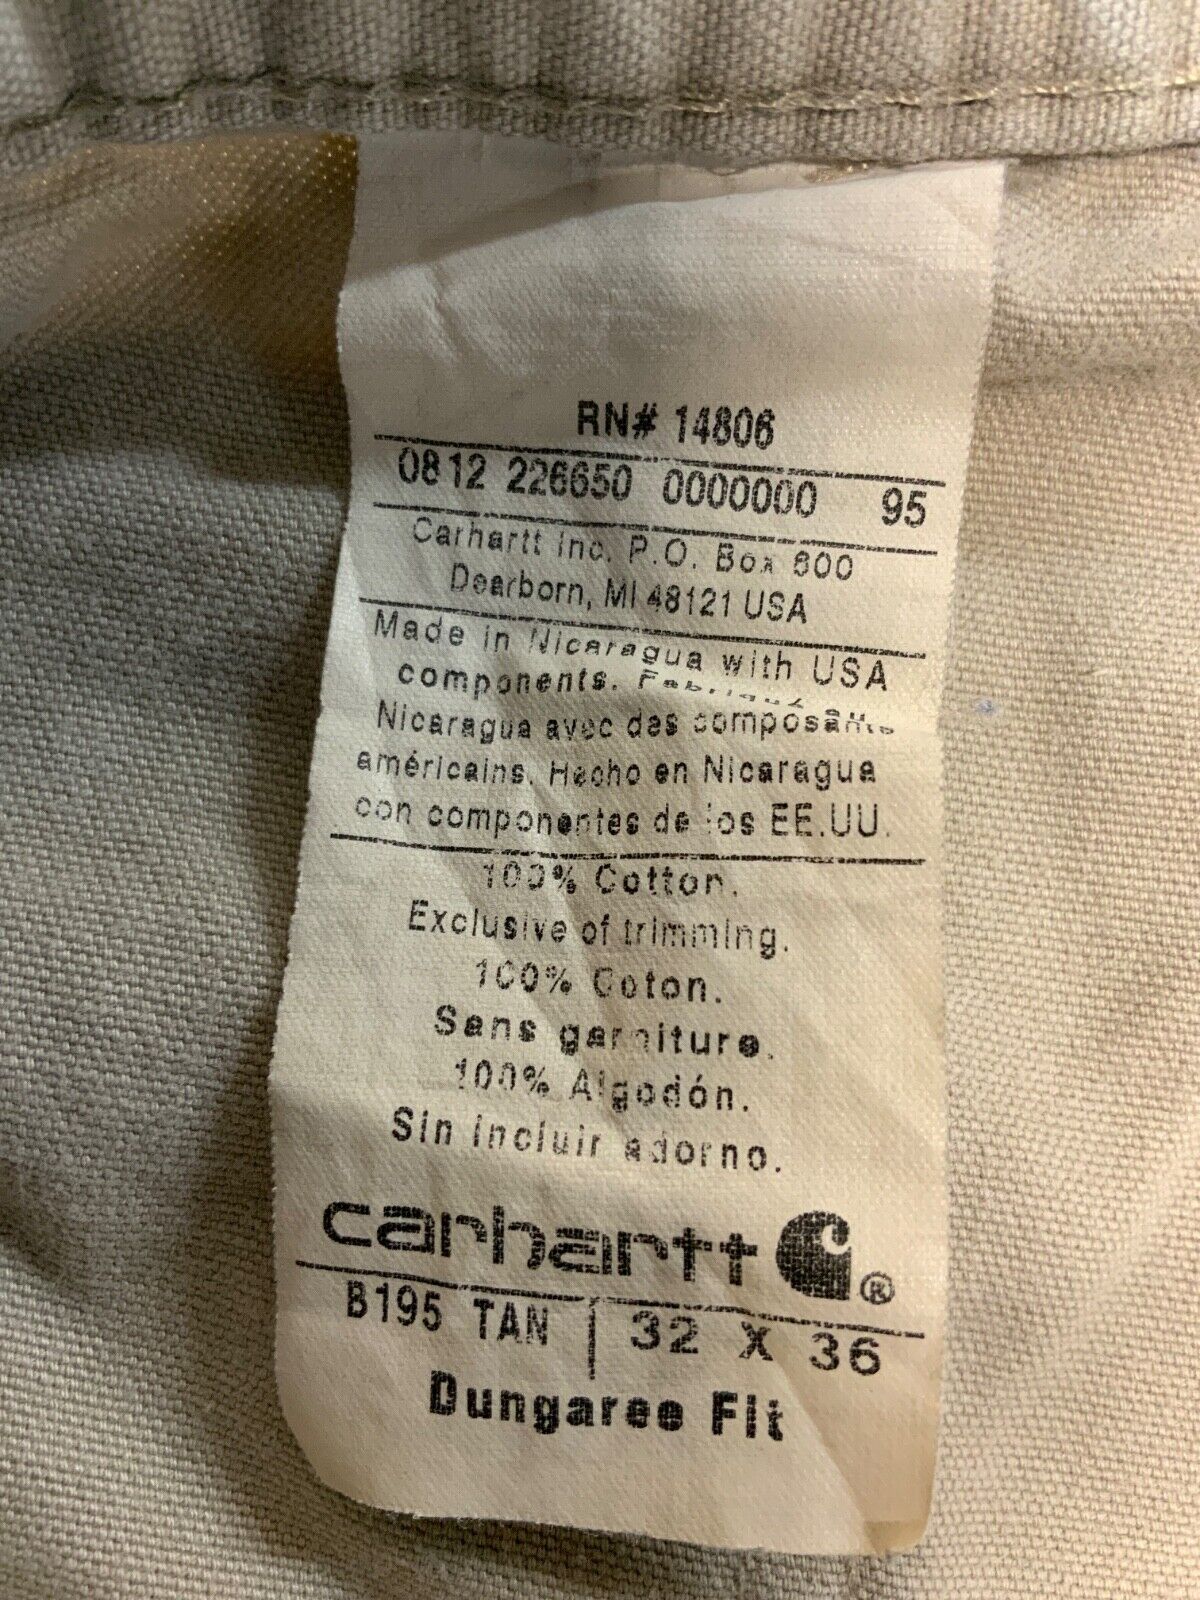 RN# 14806
0812 226650 0000000 95
Carhartt Inc. P.O. Box 600
Dearborn, MI 48121 USA
Made in Nicaragua with USA
components.
Nicaragua avec des composants
américains. Hecho en Nicaragua
con componentes de los EE.UU.
100% Cotton.
Exclusive of trimming.
100% Coton.
Sans garniture.
100% Algodón.
Sin incluir adorno.
carhartt ®
B195 TAN | 32 X 36
Dungaree Fit